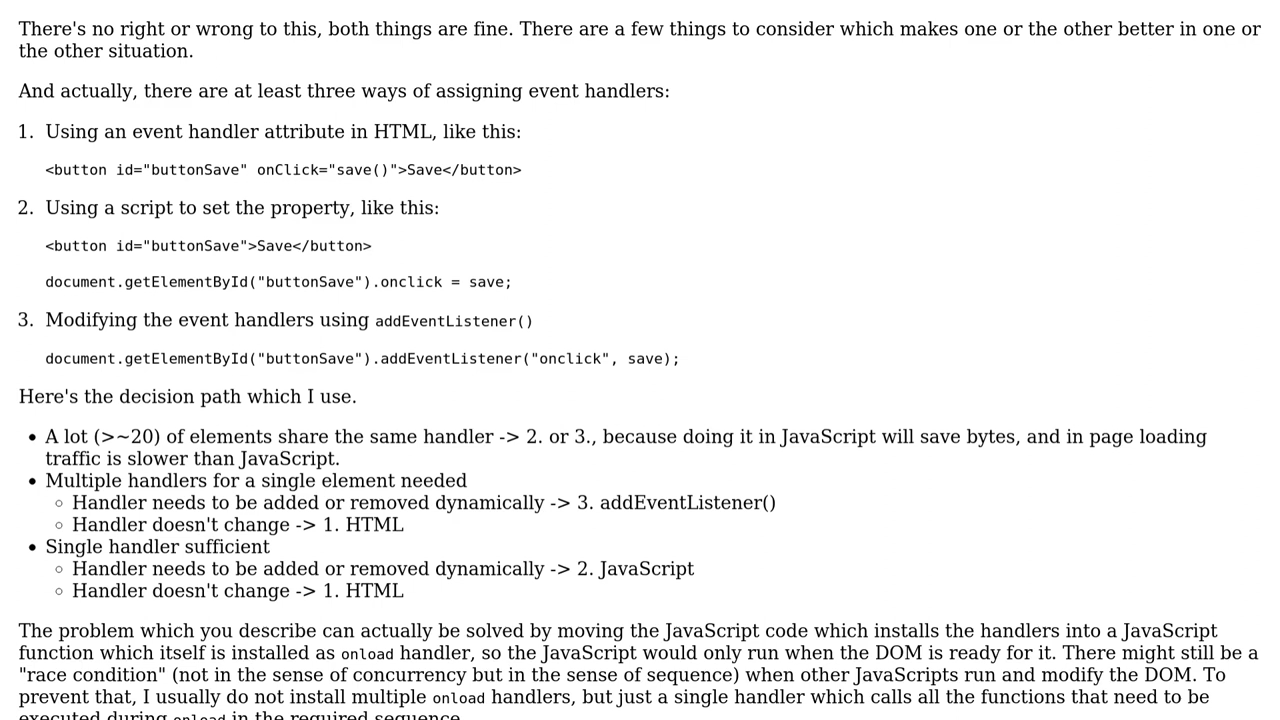 There's no right or wrong to this, both things are fine. There are a few things to consider which makes one or the other better in one or
the other situation.
And actually, there are at least three ways of assigning event handlers:
1. Using an event handler attribute in HTML, like this:
<button id="buttonSave" onClick="save()">Save</button>
2. Using a script to set the property, like this:
<button id="buttonSave">Save</button>
document.getElementById("buttonSave").onclick = save;
3. Modifying the event handlers using addEventListener()
document.getElementById("buttonSave").addEventListener("onclick", save);
Here's the decision path which I use.
• A lot (>~20) of elements share the same handler -> 2. or 3., because doing it in JavaScript will save bytes, and in page loading
traffic is slower than JavaScript.
• Multiple handlers for a single element needed
◦ Handler needs to be added or removed dynamically -> 3. addEventListener()
◦ Handler doesn't change -> 1. HTML
• Single handler sufficient
◦ Handler needs to be added or removed dynamically -> 2. JavaScript
◦ Handler doesn't change -> 1. HTML
The problem which you describe can actually be solved by moving the JavaScript code which installs the handlers into a JavaScript
function which itself is installed as onload handler, so the JavaScript would only run when the DOM is ready for it. There might still be a
"race condition" (not in the sense of concurrency but in the sense of sequence) when other JavaScripts run and modify the DOM. To
prevent that, I usually do not install multiple onload handlers, but just a single handler which calls all the functions that need to be
executed during onload in the required sequence.